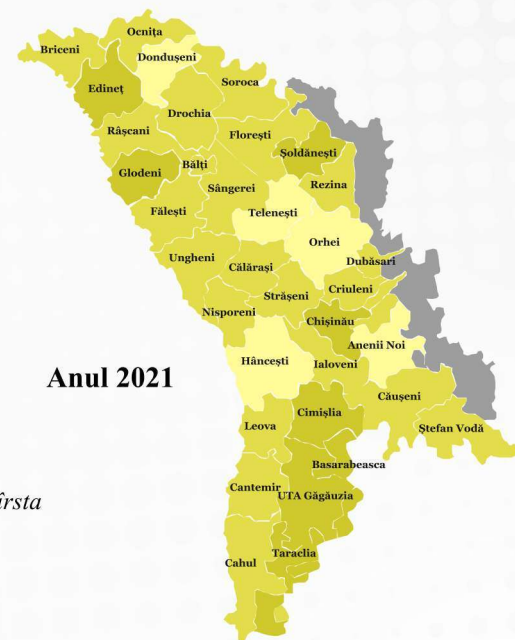 Ocnița
Briceni
Dondușeni
Edineț
Soroca
Drochia
Râșcani
Florești
Șoldănești
Bălți
Glodeni
Sângerei
Rezina
Fălești
Telenești
Orhei
Ungheni
Dubăsari
Călărași
Criuleni
Strășeni
Nisporeni
Chișinău
Anenii Noi
Hâncești
Ialoveni
Anul 2021
Căușeni
Cimișlia
Leova
Ștefan Vodă
Basarabeasca
Cantemir
UTA Găgăuzia
îrsta
Taraclia
Cahul